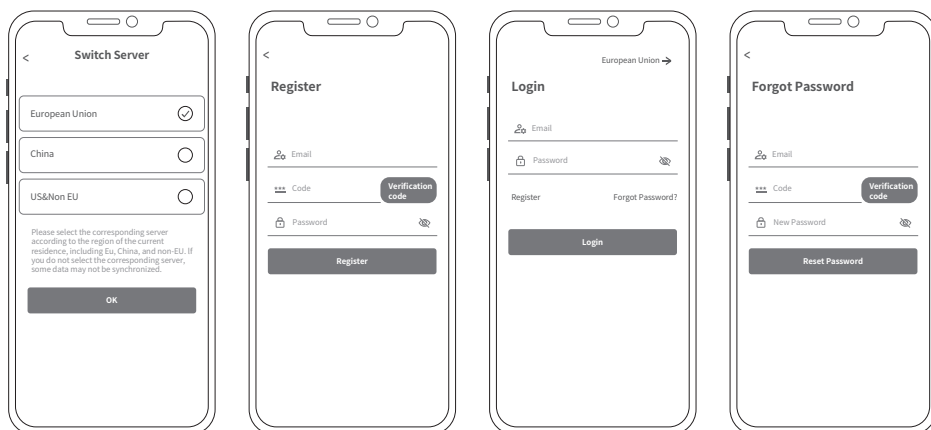 Switch Server
European Union
China
US&Non EU
Please select the corresponding server
according to the region of the current
residence, including Eu, China, and non-EU. If
you do not select the corresponding server,
some data may not be synchronized.
OK
Register
Email
Code
Verification
code
Password
Register
European Union
Login
Email
Password
Register
Forgot Password?
Login
Forgot Password
Email
Code
Verification
code
New Password
Reset Password